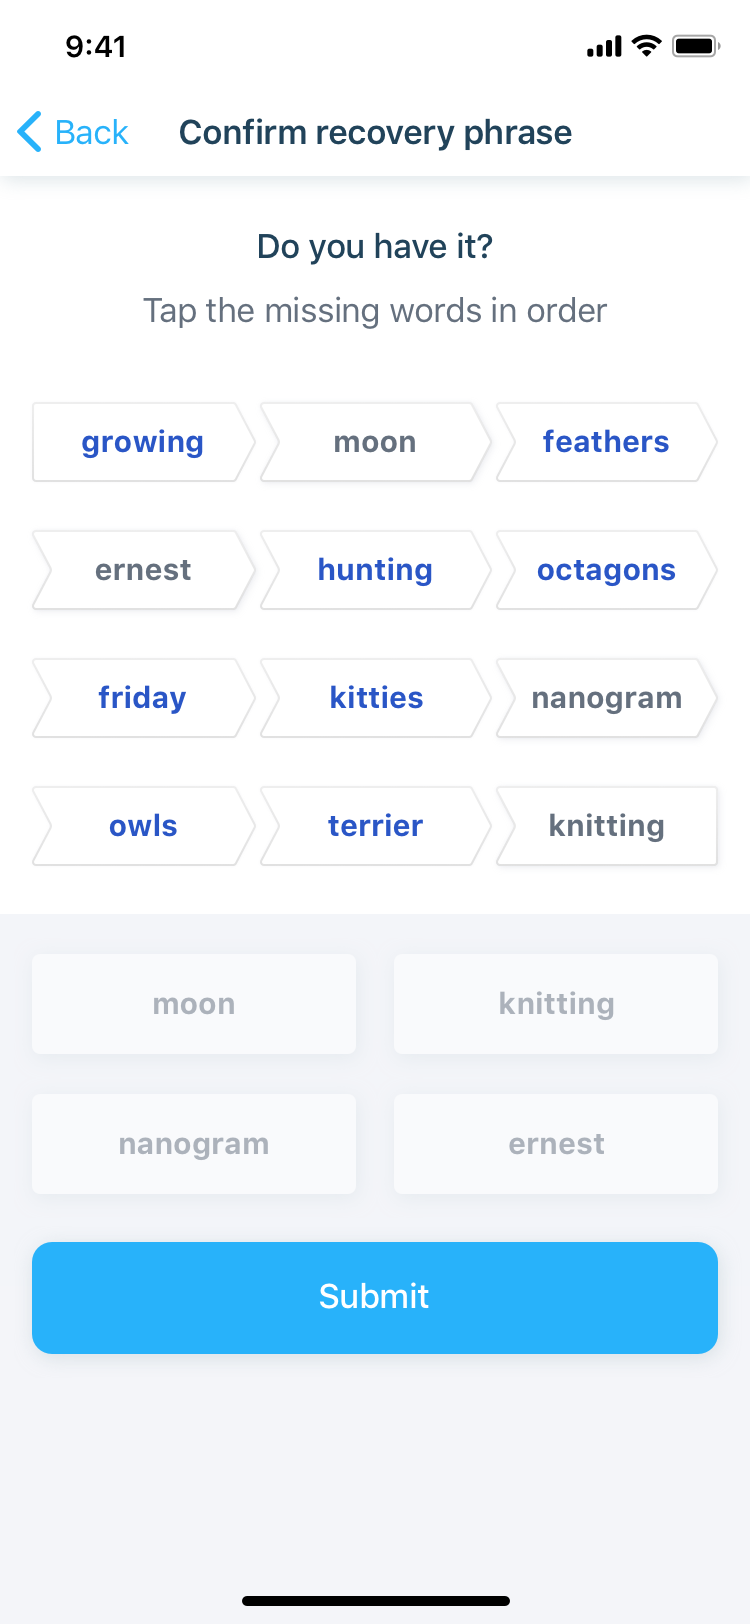 9:41
Back Confirm recovery phrase
Do you have it?
Tap the missing words in order
growing moon feathers
ernest hunting octagons
friday kitties nanogram
owls terrier knitting
moon knitting
nanogram ernest
Submit